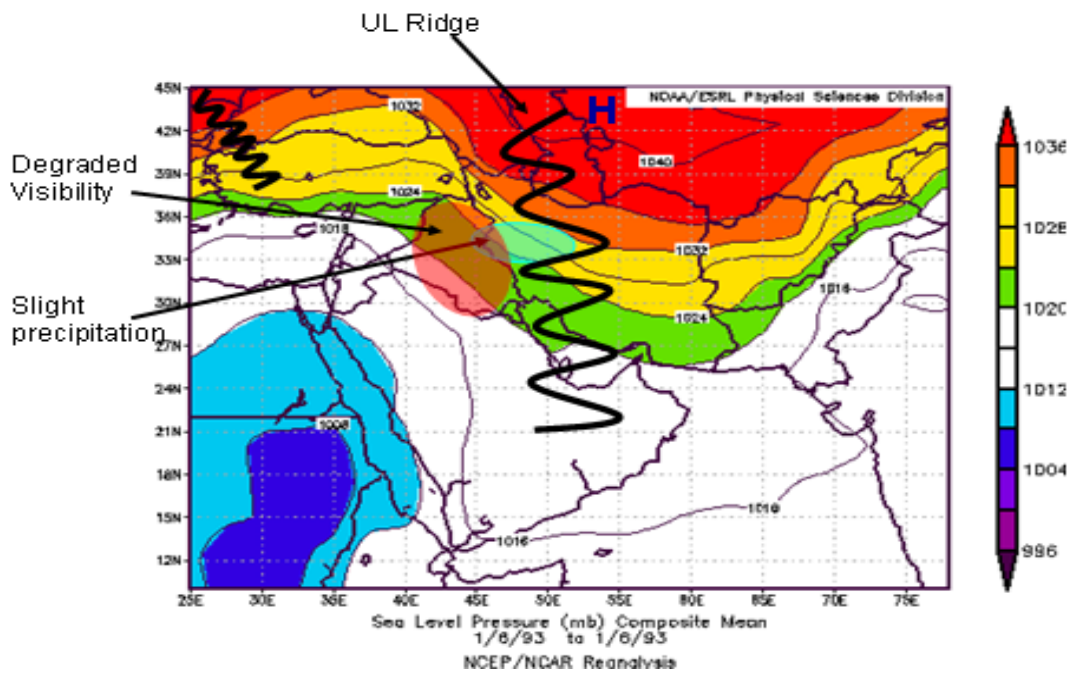 UL Ridge
NOAA/ESRL Physical Sciences Division
H
Degraded
Visibility
Slight
precipitation
45N
42N
39N
36N
33N
30N
27N
24N
21N
18N
15N
12N
1032
1040
1024
1018
1032
1016
1024
1008
1016
25E
30E
35E
40E
45E
50E
55E
60E
65E
70E
75E
1036
1028
1020
1012
1004
996
Sea Level Pressure (mb) Composite Mean
1/6/93 to 1/6/93
NCEP/NCAR Reanalysis